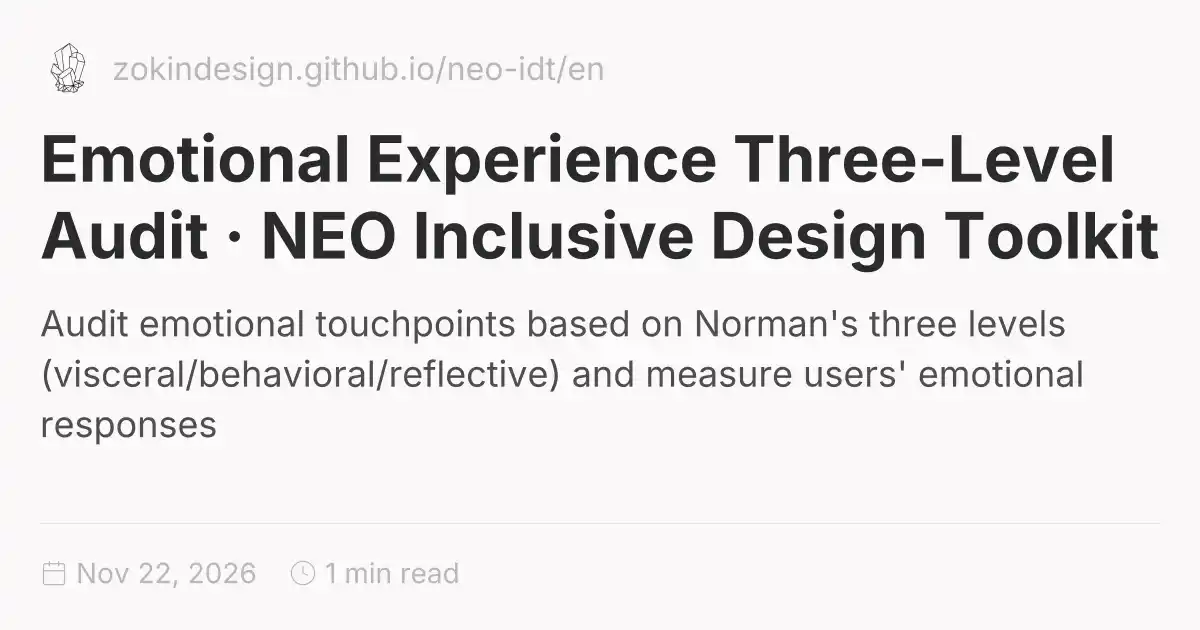 zokindesign.github.io/neo-idt/en
Emotional Experience Three-Level
Audit · NEO Inclusive Design Toolkit
Audit emotional touchpoints based on Norman's three levels
(visceral/behavioral/reflective) and measure users' emotional
responses
Nov 22, 2026 1 min read